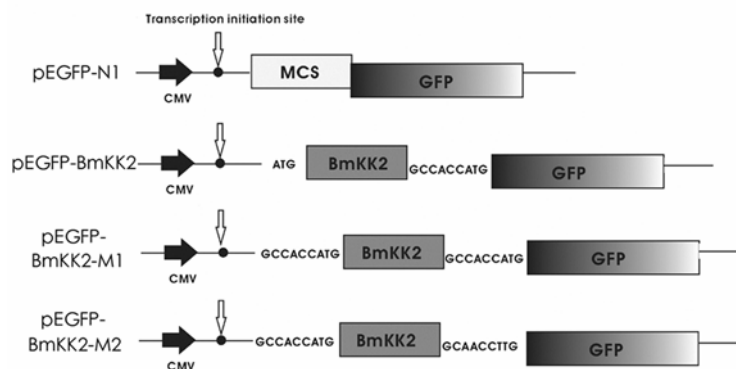 Transcription initiation site
pEGFP-N1
MCS
GFP
CMV
pEGFP-BmKK2
ATG
BmKK2
GCCACCATG
GFP
CMV
pEGFP-
BmKK2-M1
GCCACCATG
BmKK2
GCCACCATG
GFP
CMV
pEGFP-
BmKK2-M2
GCCACCATG
BmKK2
GCAACCTTG
GFP
CMV